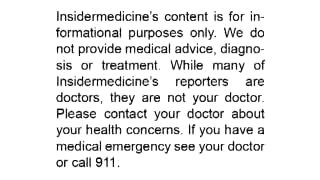 Insidermedicine's content is for in-
formational purposes only. We do
not provide medical advice, diagno-
sis or treatment. While many of
Insidermedicine's reporters are
doctors, they are not your doctor.
Please contact your doctor about
your health concerns. If you have a
medical emergency see your doctor
or call 911.